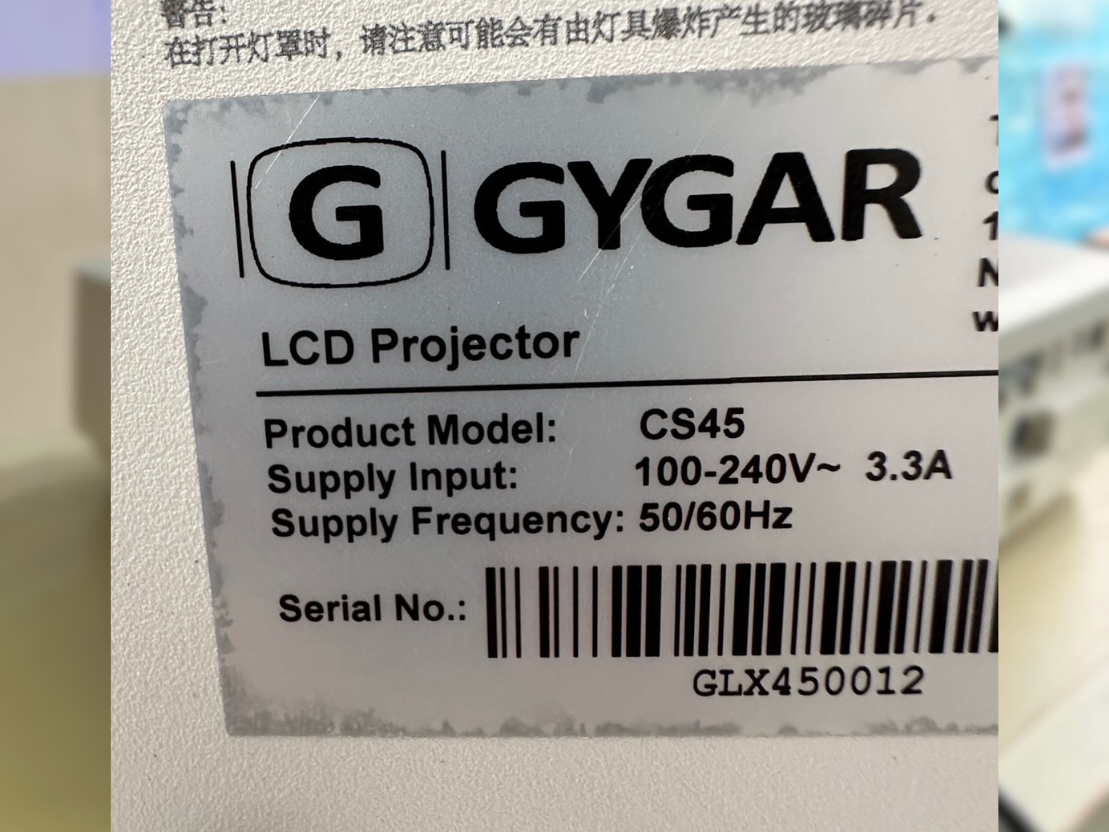 警告:
在打开灯罩时，请注意可能会有由灯具爆炸产生的玻璃碎片.
G GYGAR
LCD Projector
Product Model: CS45
Supply Input: 100-240V~ 3.3A
Supply Frequency: 50/60Hz
Serial No.:
GLX450012